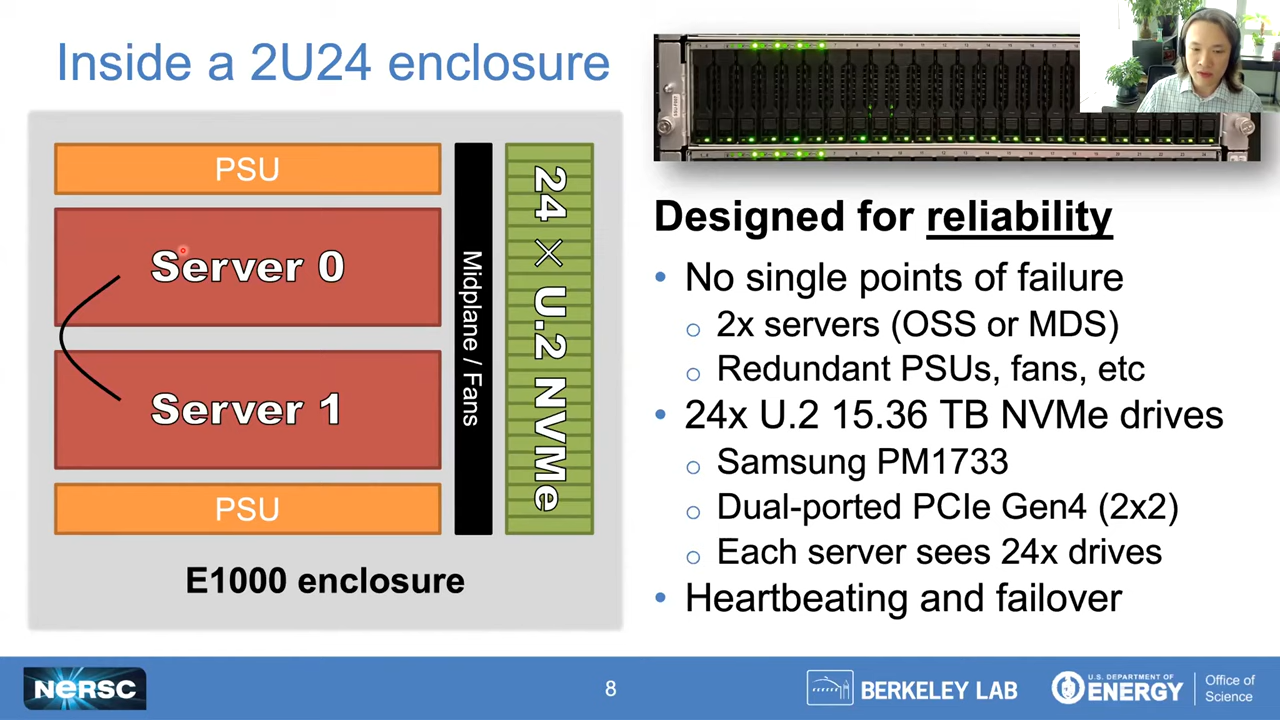 Inside a 2U24 enclosure
PSU
Server 0
Server 1
PSU
Midplane / Fans
24 × U.2 NVMe
E1000 enclosure
Designed for reliability
• No single points of failure
o 2x servers (OSS or MDS)
o Redundant PSUs, fans, etc
• 24x U.2 15.36 TB NVMe drives
o Samsung PM1733
o Dual-ported PCIe Gen4 (2x2)
o Each server sees 24x drives
• Heartbeating and failover
NERSC
8
BERKELEY LAB
U.S. DEPARTMENT OF
ENERGY
Office of
Science